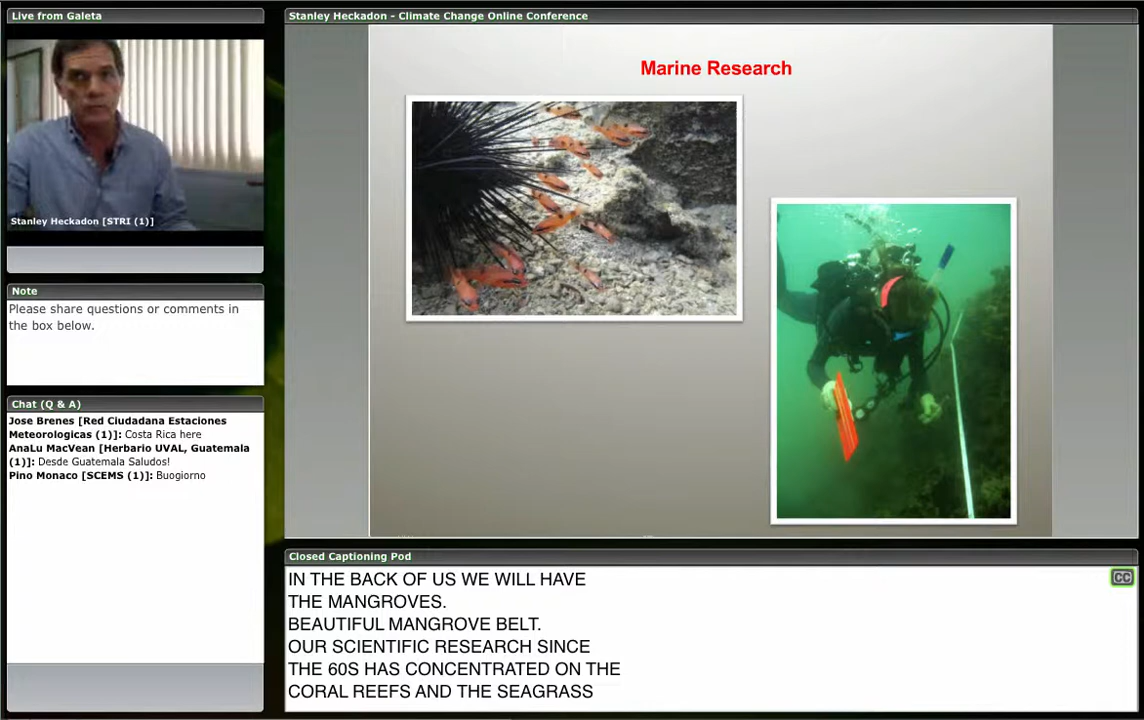 Live from Galeta
Stanley Heckadon [STRI (1)]
Note
Please share questions or comments in
the box below.
Chat (Q & A)
Jose Brenes [Red Ciudadana Estaciones
Meteorologicas (1)]: Costa Rica here
AnaLu MacVean [Herbario UVAL, Guatemala
(1)]: Desde Guatemala Saludos!
Pino Monaco [SCEMS (1)]: Buogiorno
Stanley Heckadon - Climate Change Online Conference
Marine Research
Closed Captioning Pod
CC
IN THE BACK OF US WE WILL HAVE
THE MANGROVES.
BEAUTIFUL MANGROVE BELT.
OUR SCIENTIFIC RESEARCH SINCE
THE 60S HAS CONCENTRATED ON THE
CORAL REEFS AND THE SEAGRASS